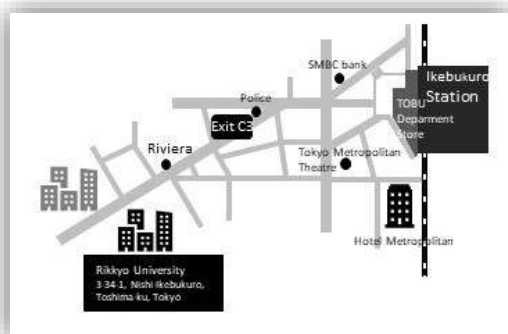 SMBC bank
Ikebukuro
Station
TOBU
Deparment
Store
Police
Exit C3
Riviera
Tokyo Metropolitan
Theatre
Hotel Metropolitan
Rikkyo University
3-34-1, Nishi-Ikebukuro,
Toshima-ku, Tokyo